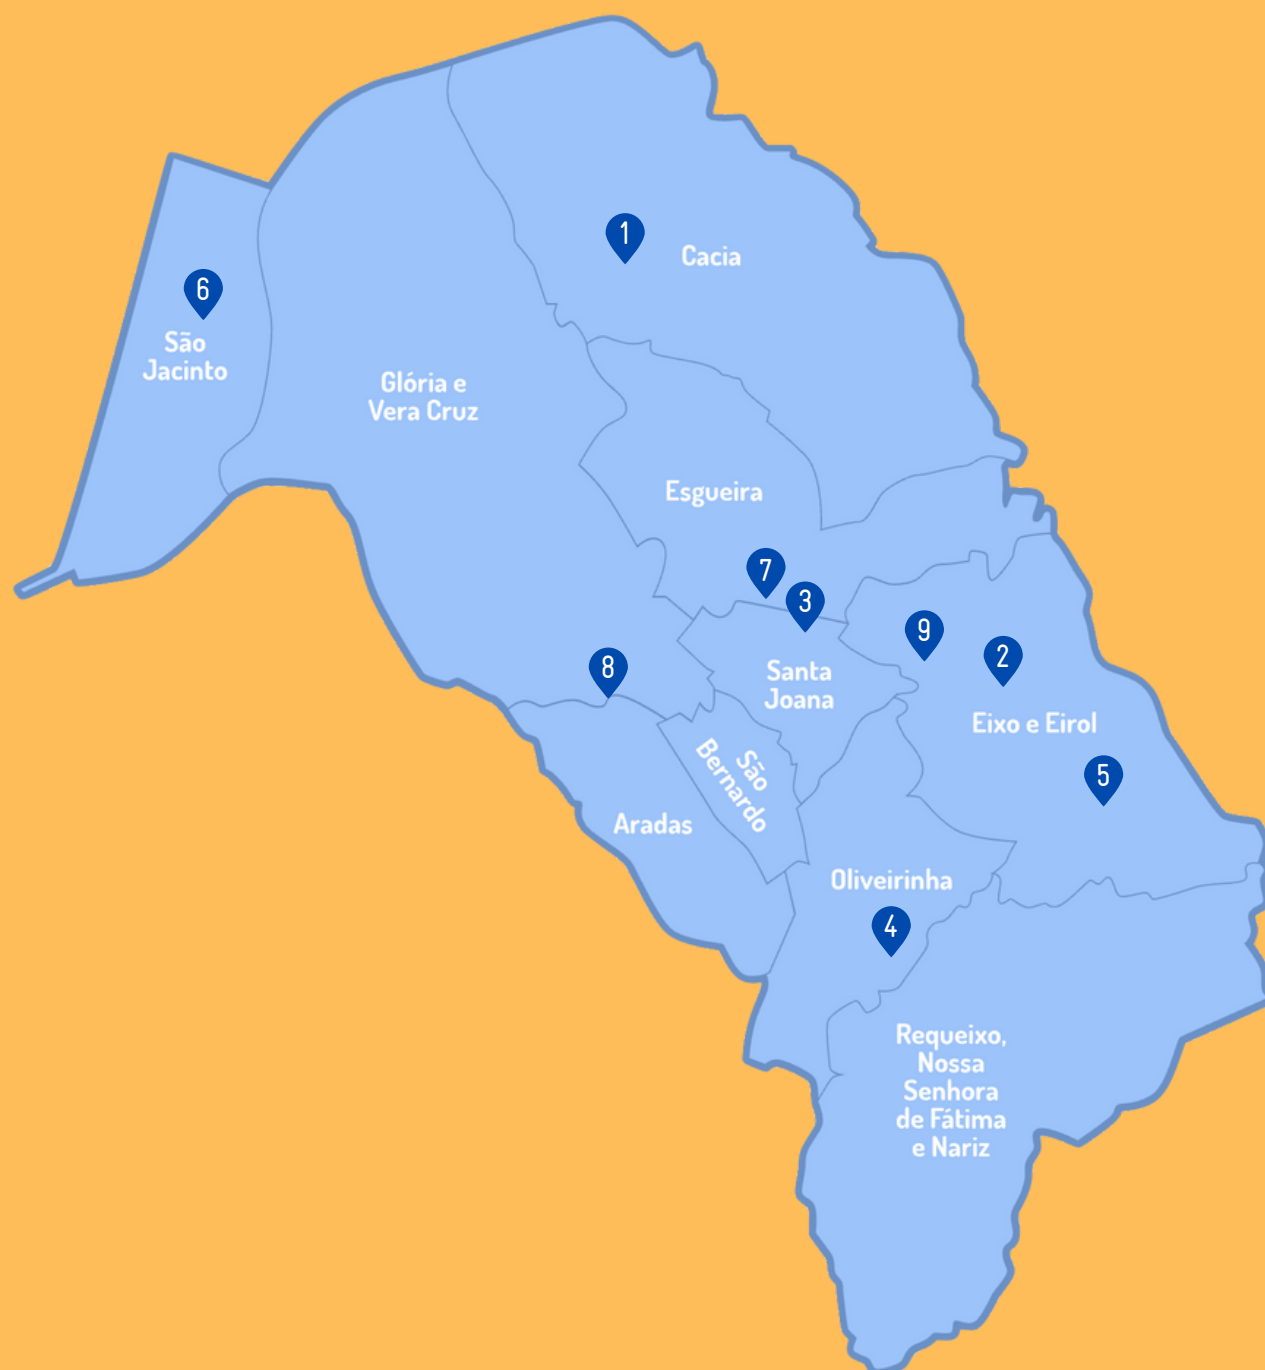 1
Cacia
6
São
Jacinto
Glória e
Vera Cruz
Esgueira
7
3
9
2
8
Santa
Joana
Eixo e Eirol
São
Bernardo
5
Aradas
Oliveirinha
4
Requeixo,
Nossa
Senhora
de Fátima
e Nariz